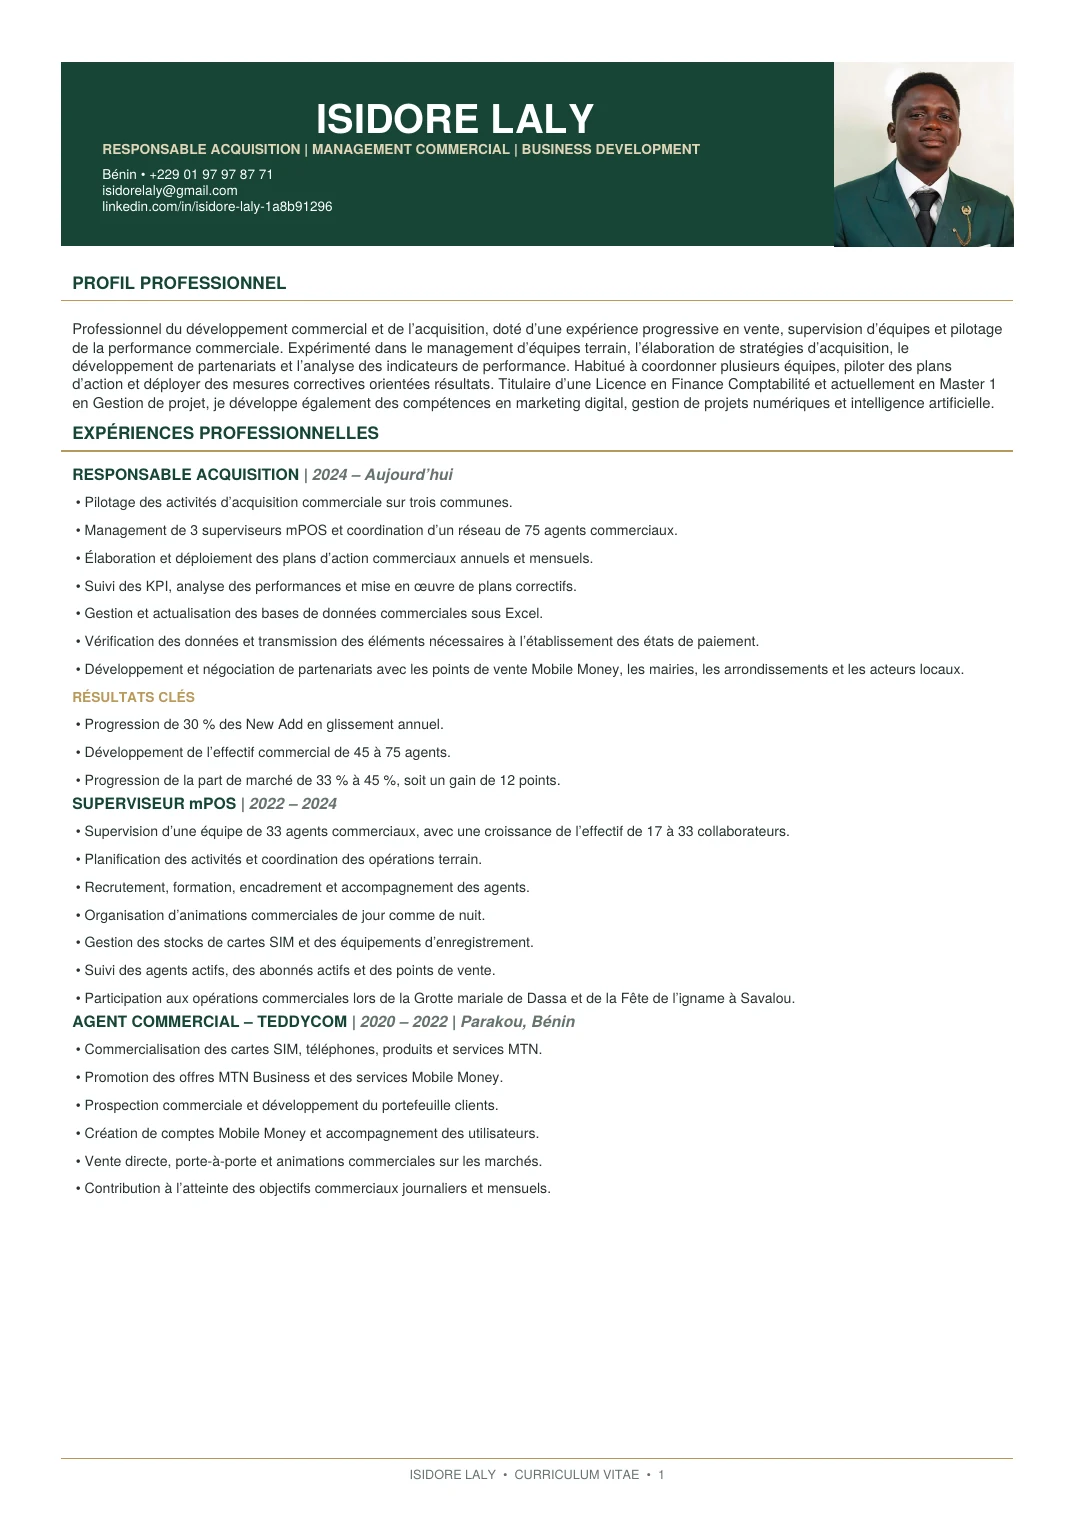 ISIDORE LALY
RESPONSABLE ACQUISITION | MANAGEMENT COMMERCIAL | BUSINESS DEVELOPMENT
Bénin • +229 01 97 97 87 71
isidorelaly@gmail.com
linkedin.com/in/isidore-laly-1a8b91296
PROFIL PROFESSIONNEL
Professionnel du développement commercial et de l’acquisition, doté d’une expérience progressive en vente, supervision d’équipes et pilotage
de la performance commerciale. Expérimenté dans le management d’équipes terrain, l’élaboration de stratégies d’acquisition, le
développement de partenariats et l’analyse des indicateurs de performance. Habitué à coordonner plusieurs équipes, piloter des plans
d’action et déployer des mesures correctives orientées résultats. Titulaire d’une Licence en Finance Comptabilité et actuellement en Master 1
en Gestion de projet, je développe également des compétences en marketing digital, gestion de projets numériques et intelligence artificielle.
EXPÉRIENCES PROFESSIONNELLES
RESPONSABLE ACQUISITION | 2024 – Aujourd’hui
• Pilotage des activités d’acquisition commerciale sur trois communes.
• Management de 3 superviseurs mPOS et coordination d’un réseau de 75 agents commerciaux.
• Élaboration et déploiement des plans d’action commerciaux annuels et mensuels.
• Suivi des KPI, analyse des performances et mise en œuvre de plans correctifs.
• Gestion et actualisation des bases de données commerciales sous Excel.
• Vérification des données et transmission des éléments nécessaires à l’établissement des états de paiement.
• Développement et négociation de partenariats avec les points de vente Mobile Money, les mairies, les arrondissements et les acteurs locaux.
RÉSULTATS CLÉS
• Progression de 30 % des New Add en glissement annuel.
• Développement de l’effectif commercial de 45 à 75 agents.
• Progression de la part de marché de 33 % à 45 %, soit un gain de 12 points.
SUPERVISEUR mPOS | 2022 – 2024
• Supervision d’une équipe de 33 agents commerciaux, avec une croissance de l’effectif de 17 à 33 collaborateurs.
• Planification des activités et coordination des opérations terrain.
• Recrutement, formation, encadrement et accompagnement des agents.
• Organisation d’animations commerciales de jour comme de nuit.
• Gestion des stocks de cartes SIM et des équipements d’enregistrement.
• Suivi des agents actifs, des abonnés actifs et des points de vente.
• Participation aux opérations commerciales lors de la Grotte mariale de Dassa et de la Fête de l’igname à Savalou.
AGENT COMMERCIAL – TEDDYCOM | 2020 – 2022 | Parakou, Bénin
• Commercialisation des cartes SIM, téléphones, produits et services MTN.
• Promotion des offres MTN Business et des services Mobile Money.
• Prospection commerciale et développement du portefeuille clients.
• Création de comptes Mobile Money et accompagnement des utilisateurs.
• Vente directe, porte-à-porte et animations commerciales sur les marchés.
• Contribution à l’atteinte des objectifs commerciaux journaliers et mensuels.
ISIDORE LALY • CURRICULUM VITAE • 1